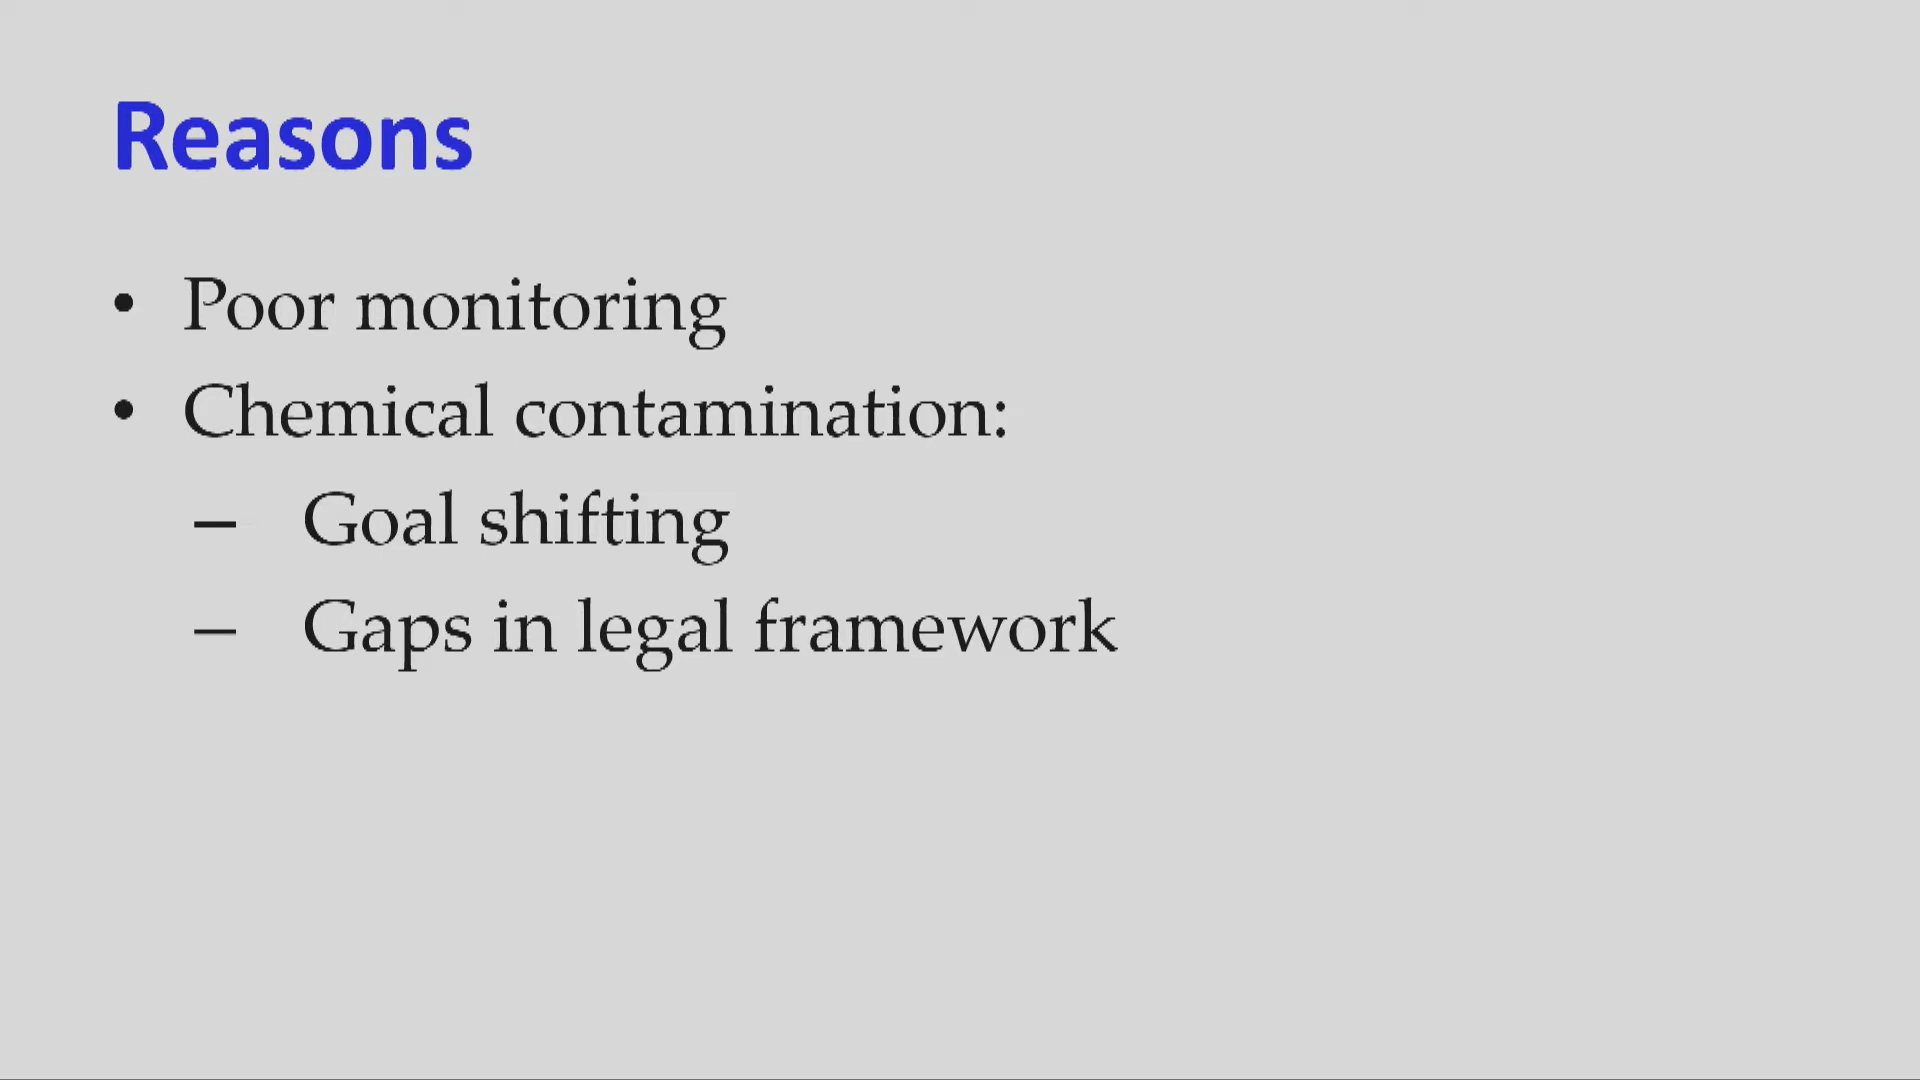 Reasons
• Poor monitoring
• Chemical contamination:
– Goal shifting
– Gaps in legal framework